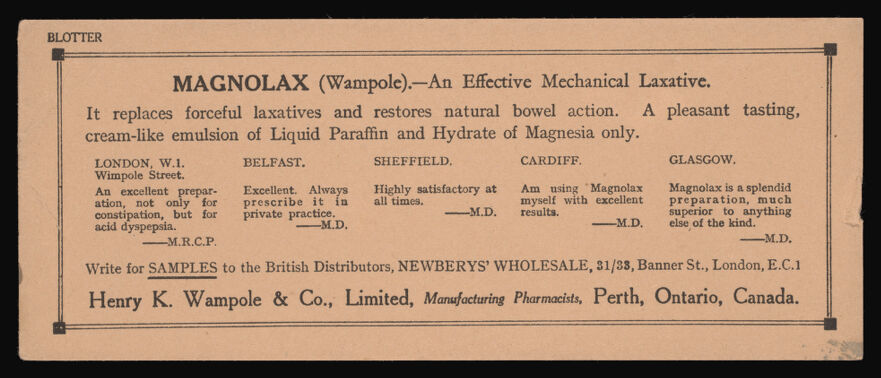 BLOTTER
MAGNOLAX (Wampole).—An Effective Mechanical Laxative.
It replaces forceful laxatives and restores natural bowel action. A pleasant tasting,
cream-like emulsion of Liquid Paraffin and Hydrate of Magnesia only.
LONDON, W.1.
Wimpole Street.
An excellent prepar-
ation, not only for
constipation, but for
acid dyspepsia.
——M.R.C.P.
BELFAST.
Excellent. Always
prescribe it in
private practice.
——M.D.
SHEFFIELD.
Highly satisfactory at
all times.
——M.D.
CARDIFF.
Am using Magnolax
myself with excellent
results.
——M.D.
GLASGOW.
Magnolax is a splendid
preparation, much
superior to anything
else of the kind.
——M.D.
Write for SAMPLES to the British Distributors, NEWBERYS' WHOLESALE, 31/33, Banner St., London, E.C.1
Henry K. Wampole & Co., Limited, Manufacturing Pharmacists, Perth, Ontario, Canada.